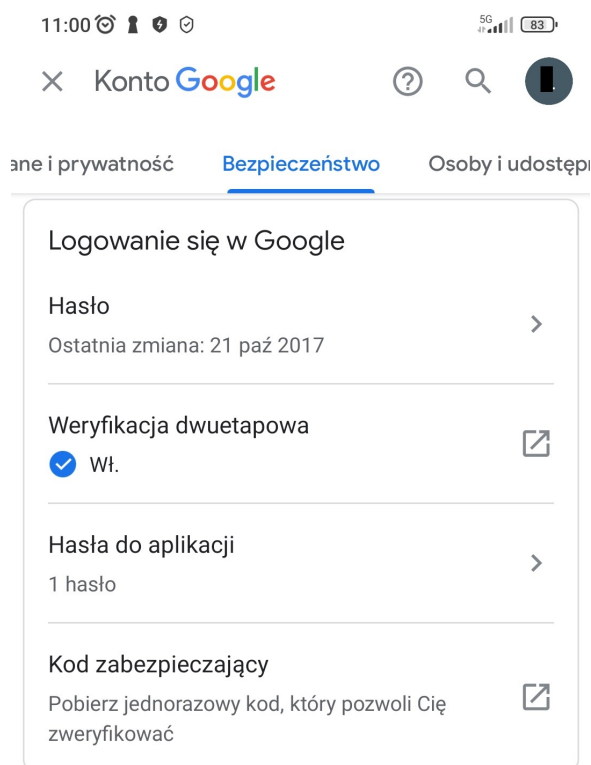 11:00
5G
83
Konto Google
ane i prywatność
Bezpieczeństwo
Osoby i udostępn
Logowanie się w Google
Hasło
Ostatnia zmiana: 21 paź 2017
Weryfikacja dwuetapowa
Wł.
Hasła do aplikacji
1 hasło
Kod zabezpieczający
Pobierz jednorazowy kod, który pozwoli Cię
zweryfikować